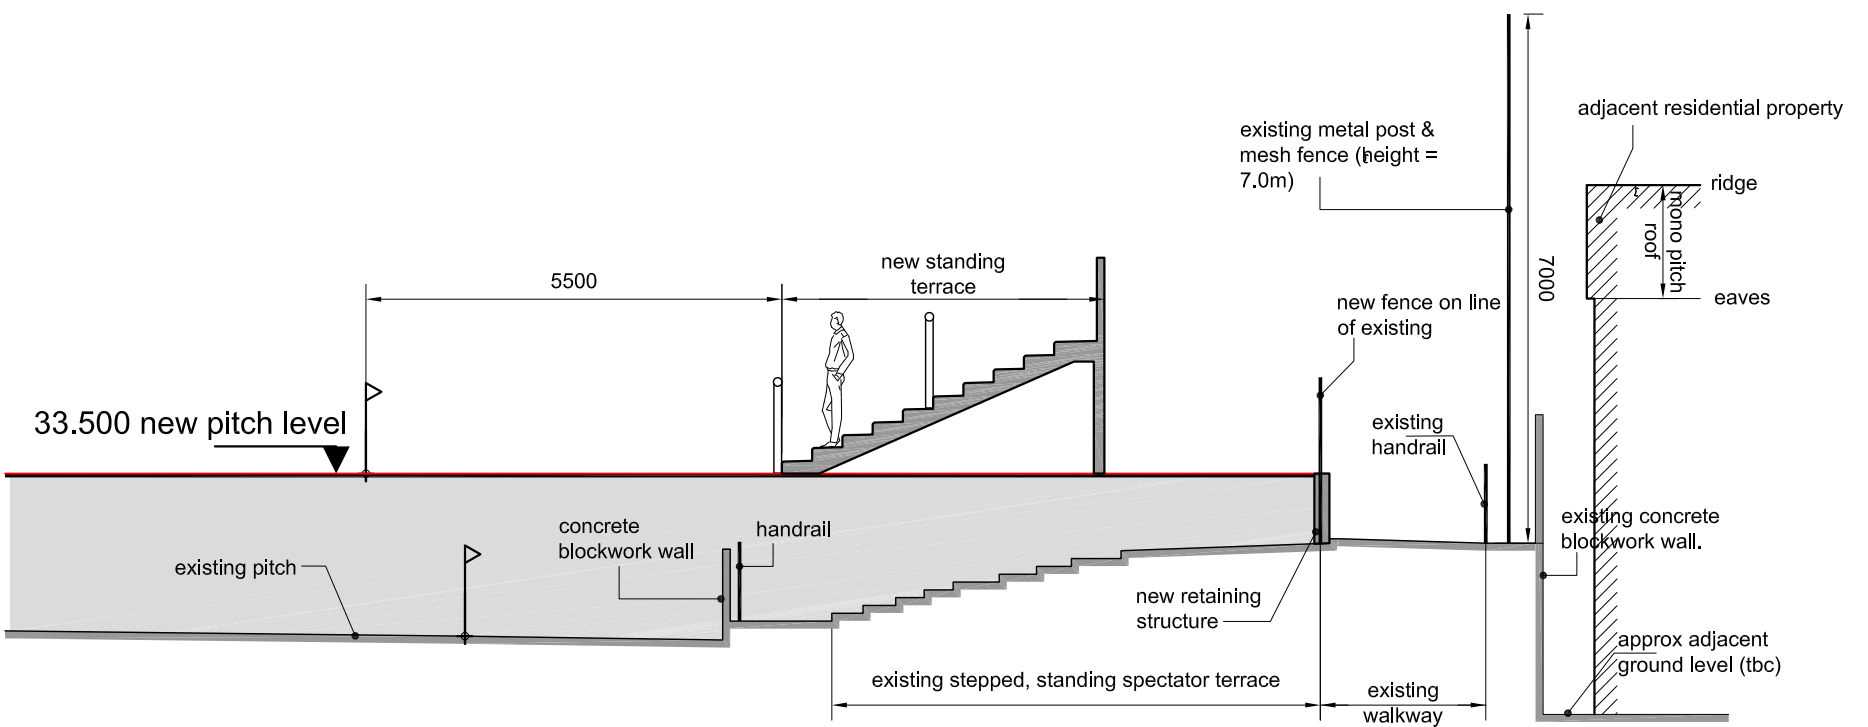 adjacent residential property
existing metal post &
mesh fence (height =
7.0m)
ridge
mono pitch
roof
eaves
7000
new standing
terrace
5500
new fence on line
of existing
33.500 new pitch level
existing
handrail
concrete
blockwork wall
handrail
existing concrete
blockwork wall.
existing pitch
new retaining
structure
approx adjacent
ground level (tbc)
existing stepped, standing spectator terrace
existing
walkway